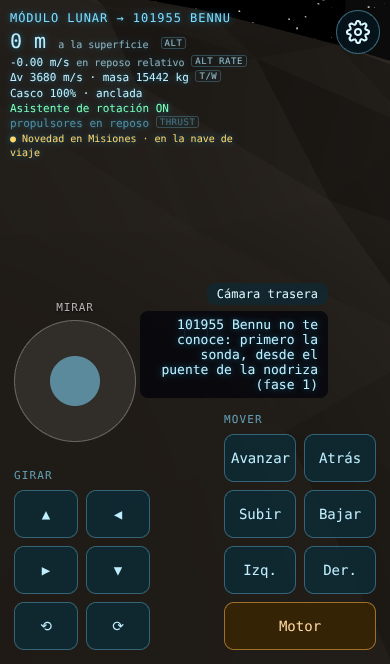 MÓDULO LUNAR → 101955 BENNU
0 m a la superficie ALT
-0.00 m/s en reposo relativo ALT RATE
Δv 3680 m/s · masa 15442 kg T/W
Casco 100% · anclada
Asistente de rotación ON
propulsores en reposo THRUST
● Novedad en Misiones · en la nave de
viaje
Cámara trasera
MIRAR
101955 Bennu no te
conoce: primero la
sonda, desde el
puente de la nodriza
(fase 1)
MOVER
Avanzar Atrás
GIRAR
▲ ◀ Subir Bajar
▶ ▼ Izq. Der.
⟲ ⟳ Motor